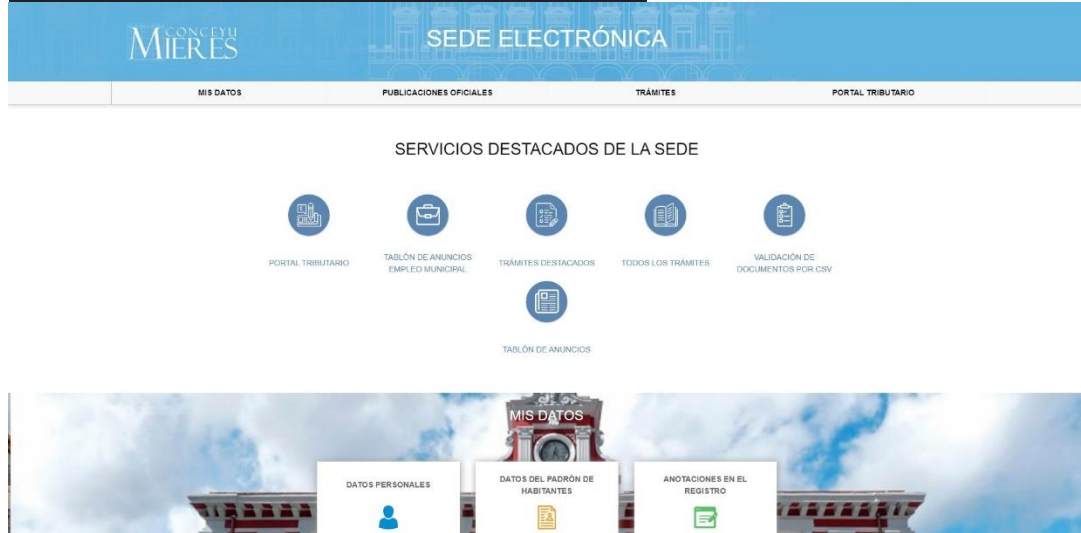 CONCEYU
MIERES
SEDE ELECTRÓNICA
MIS DATOS
PUBLICACIONES OFICIALES
TRÁMITES
PORTAL TRIBUTARIO
SERVICIOS DESTACADOS DE LA SEDE
PORTAL TRIBUTARIO
TABLÓN DE ANUNCIOS
EMPLEO MUNICIPAL
TRÁMITES DESTACADOS
TODOS LOS TRÁMITES
VALIDACIÓN DE
DOCUMENTOS POR CSV
TABLÓN DE ANUNCIOS
MIS DATOS
DATOS PERSONALES
DATOS DEL PADRÓN DE
HABITANTES
ANOTACIONES EN EL
REGISTRO